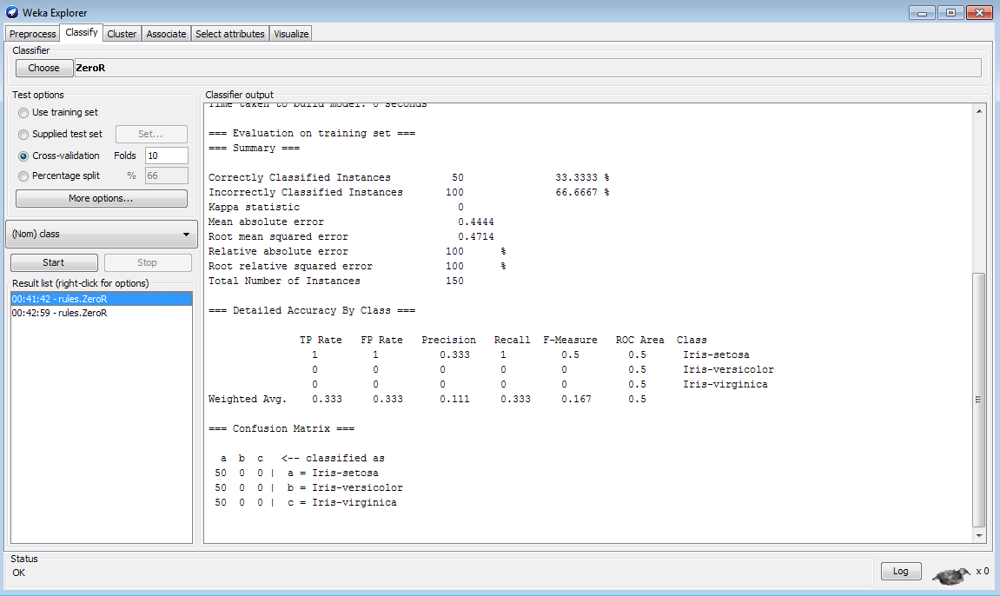 Weka Explorer
Preprocess Classify Cluster Associate Select attributes Visualize
Classifier
Choose ZeroR
Test options
Use training set
Supplied test set Set...
Cross-validation Folds 10
Percentage split % 66
More options...
(Nom) class
Start Stop
Result list (right-click for options)
00:41:42 - rules.ZeroR
00:42:59 - rules.ZeroR
Classifier output
Time taken to build model: 0 seconds
=== Evaluation on training set ===
=== Summary ===
Correctly Classified Instances 50 33.3333 %
Incorrectly Classified Instances 100 66.6667 %
Kappa statistic 0
Mean absolute error 0.4444
Root mean squared error 0.4714
Relative absolute error 100 %
Root relative squared error 100 %
Total Number of Instances 150
=== Detailed Accuracy By Class ===
TP Rate FP Rate Precision Recall F-Measure ROC Area Class
1 1 0.333 1 0.5 0.5 Iris-setosa
0 0 0 0 0 0.5 Iris-versicolor
0 0 0 0 0 0.5 Iris-virginica
Weighted Avg. 0.333 0.333 0.111 0.333 0.167 0.5
=== Confusion Matrix ===
a b c <-- classified as
50 0 0 | a = Iris-setosa
50 0 0 | b = Iris-versicolor
50 0 0 | c = Iris-virginica
Status
OK
Log x 0